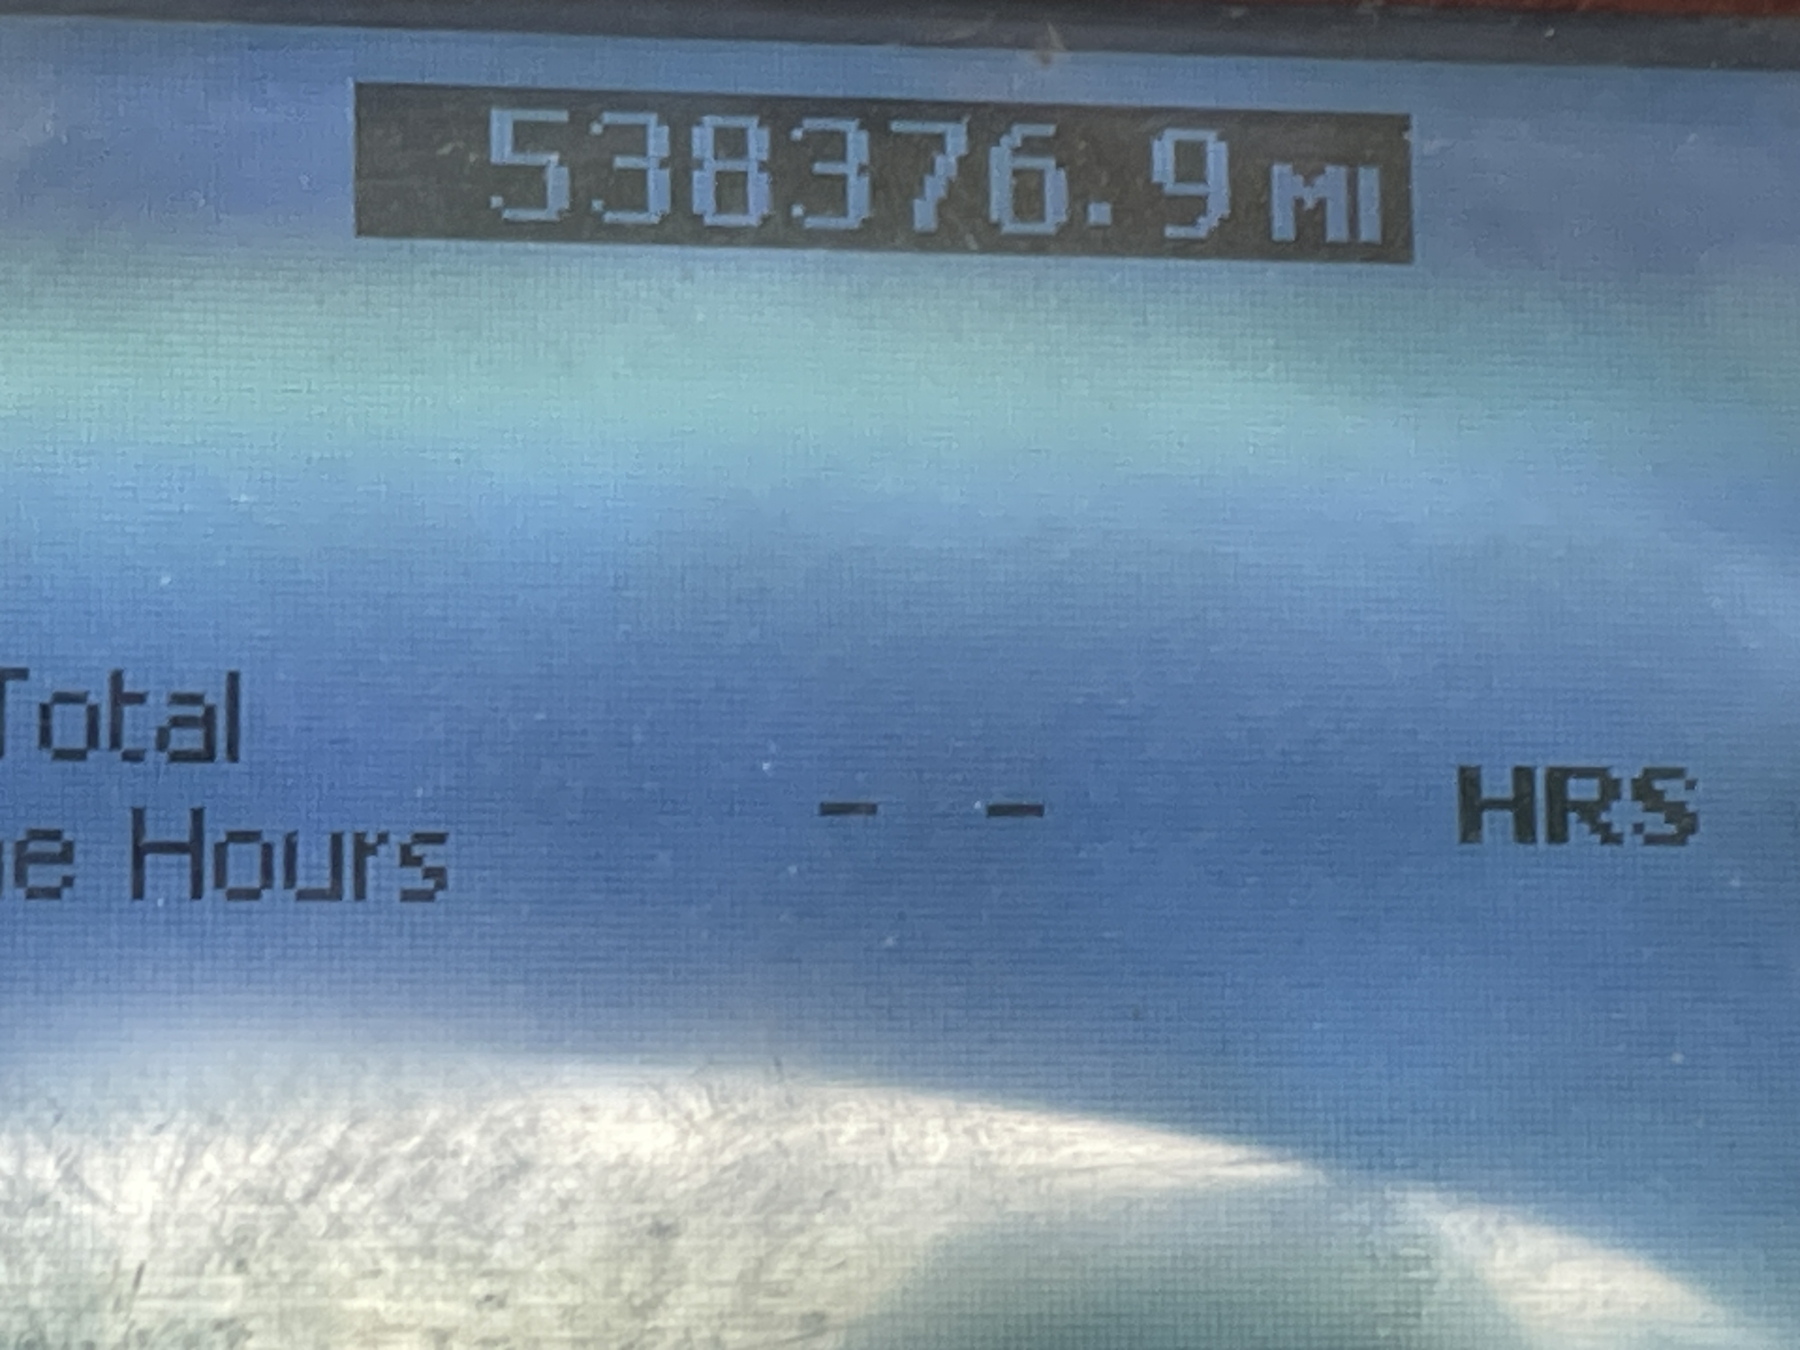 538376.9 MI
Total
e Hours - - HRS